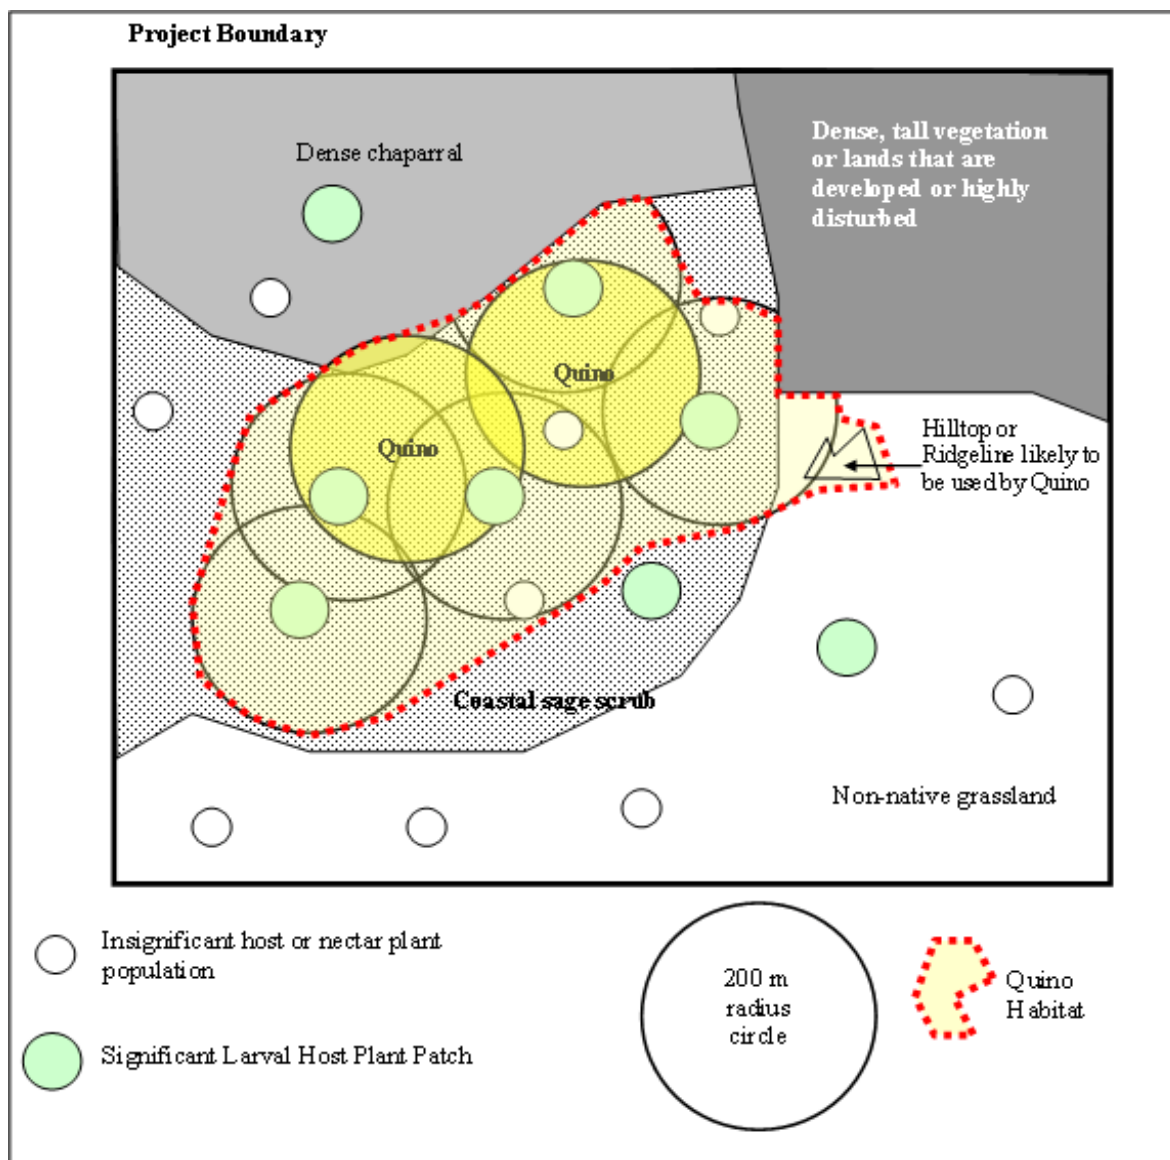 Project Boundary
Dense chaparral
Dense, tall vegetation
or lands that are
developed or highly
disturbed
Quino
Quino
Hilltop or
Ridgeline likely to
be used by Quino
Coastal sage scrub
Non-native grassland
Insignificant host or nectar plant
population
Significant Larval Host Plant Patch
200 m
radius
circle
Quino
Habitat